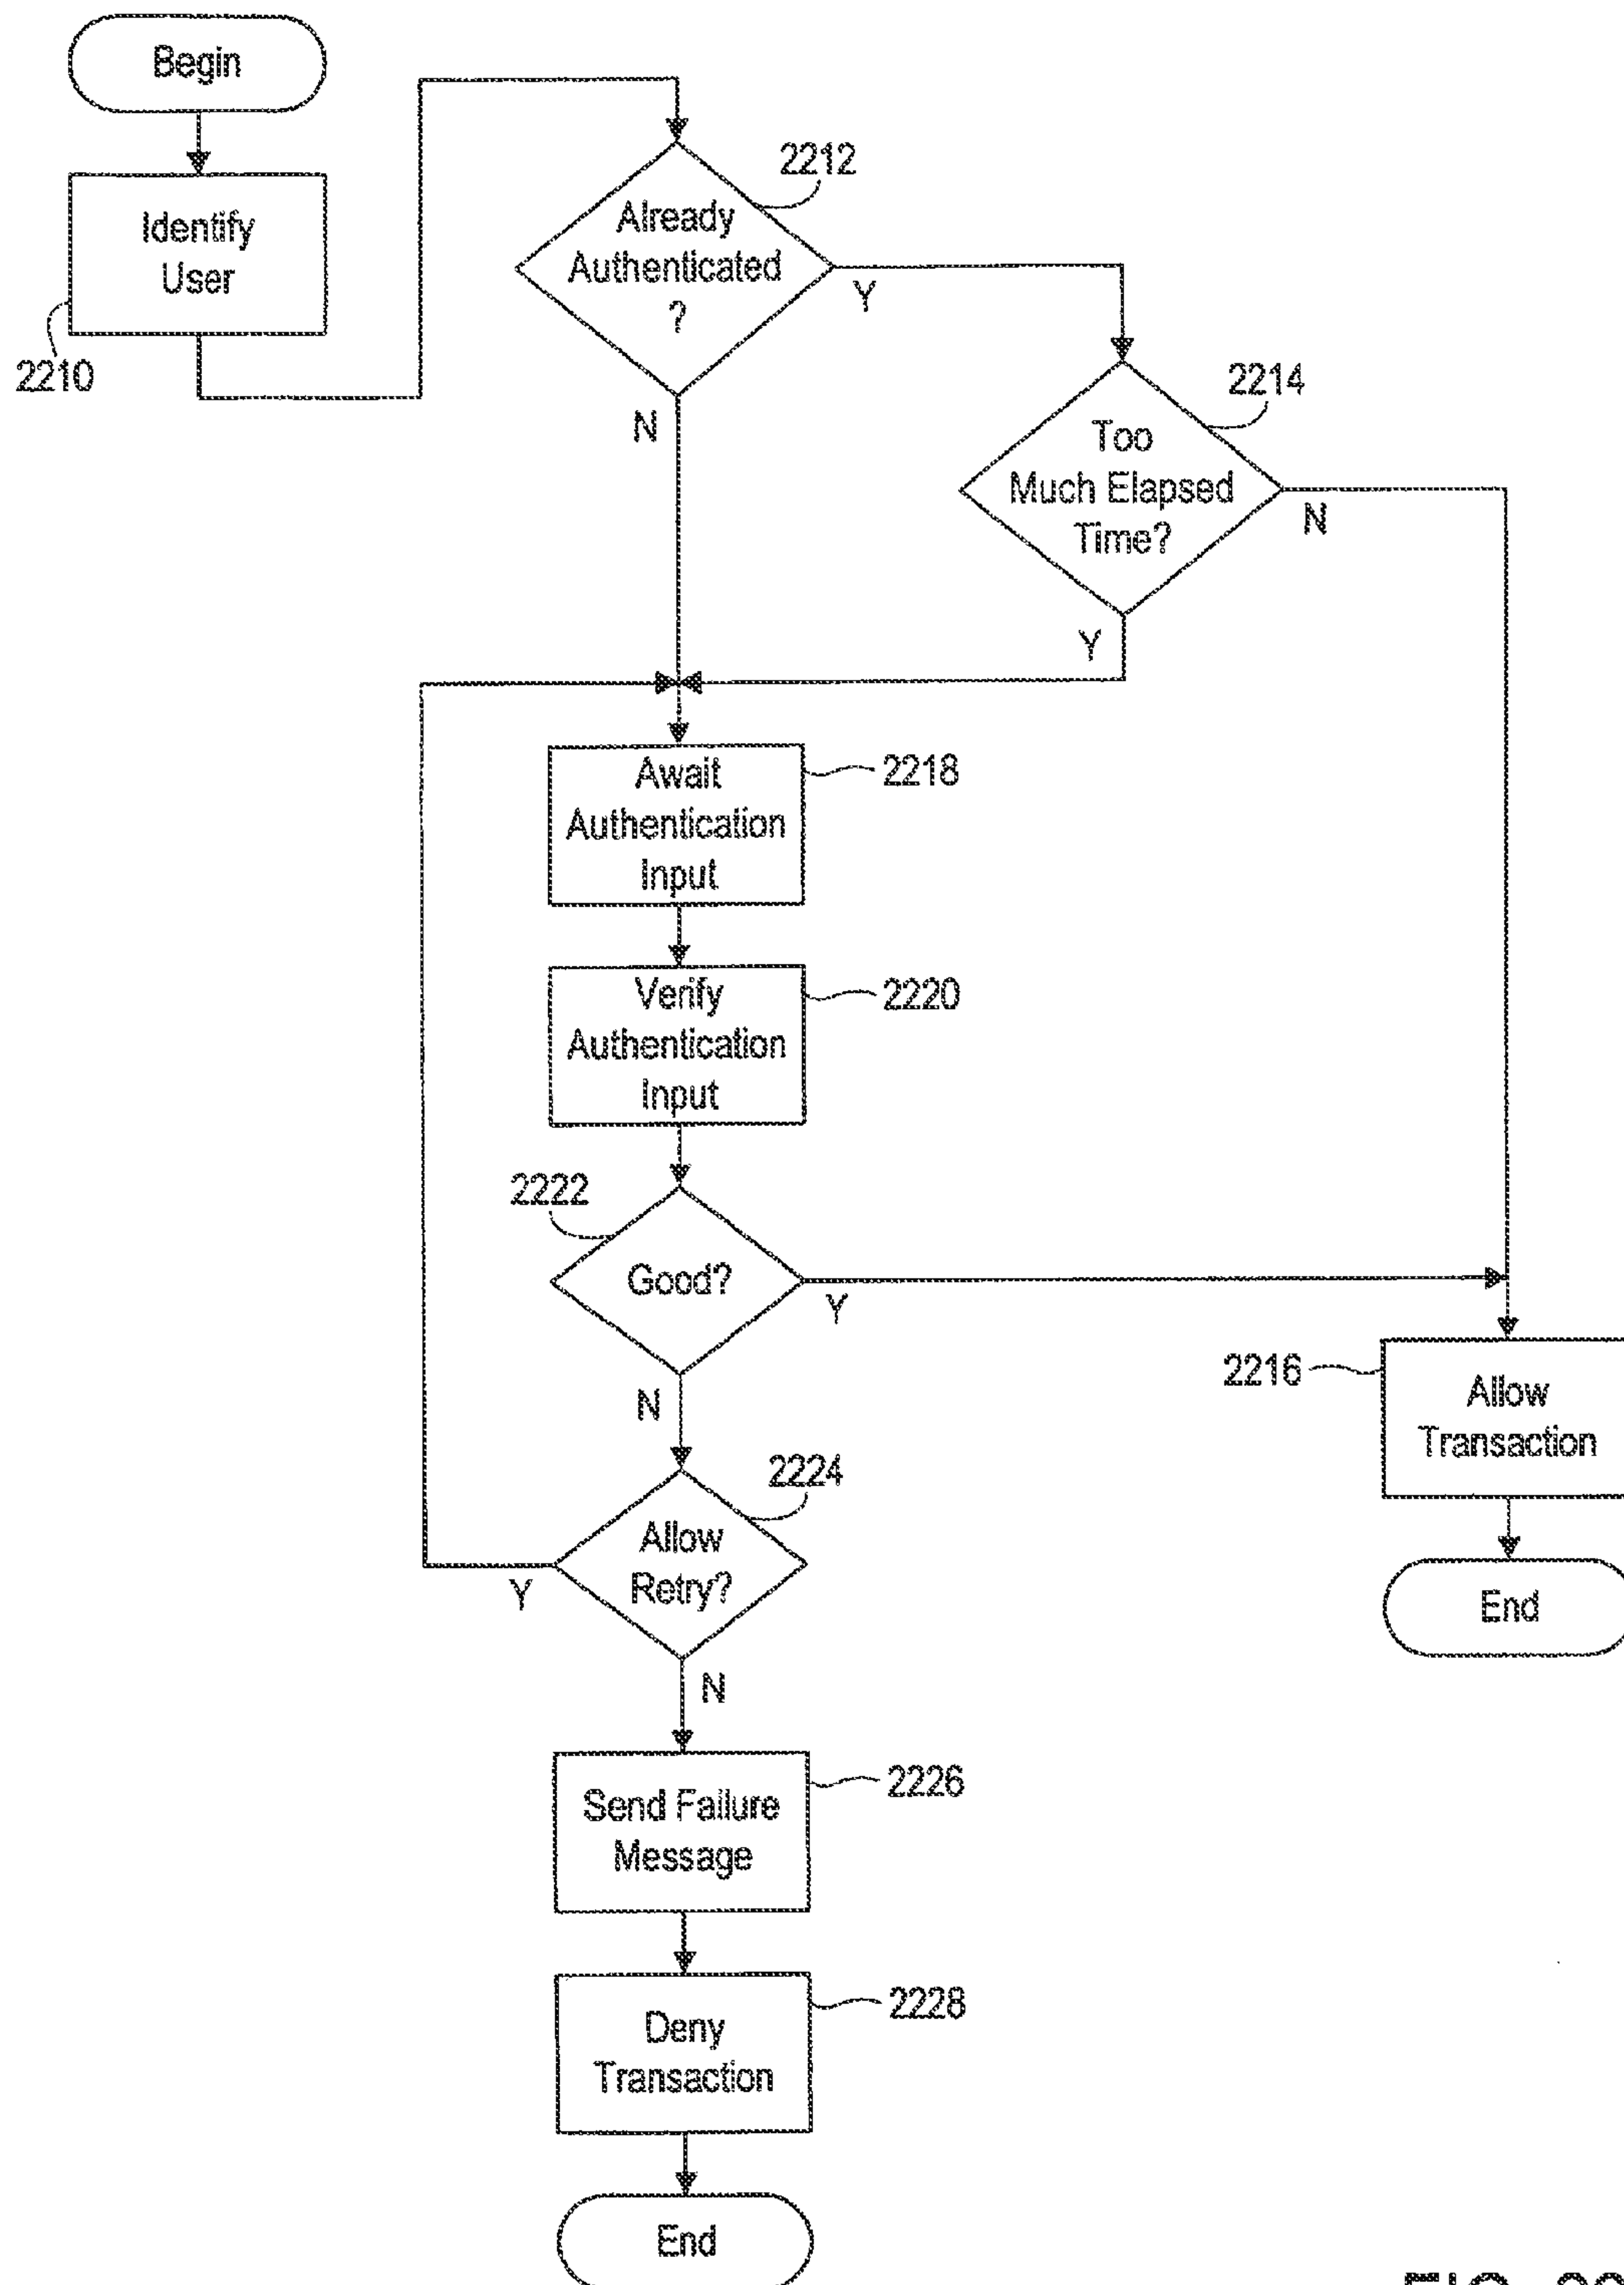 Begin
Identify
User
2210
2212
Already
Authenticated
?
Y
N
2214
Too
Much Elapsed
Time?
N
Y
Await
Authentication
Input
2218
Verify
Authentication
Input
2220
2222
Good?
Y
N
2216
Allow
Transaction
End
2224
Allow
Retry?
Y
N
Send Failure
Message
2226
Deny
Transaction
2228
End